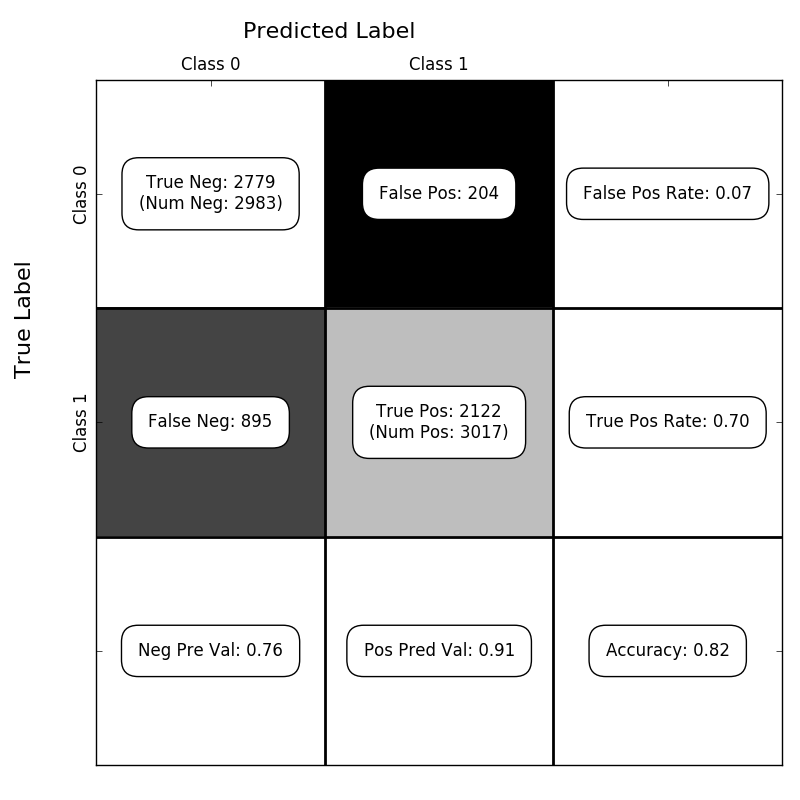 Predicted Label
Class 0
Class 1
True Label
Class 0
True Neg: 2779
(Num Neg: 2983)
False Pos: 204
False Pos Rate: 0.07
Class 1
False Neg: 895
True Pos: 2122
(Num Pos: 3017)
True Pos Rate: 0.70
Neg Pre Val: 0.76
Pos Pred Val: 0.91
Accuracy: 0.82